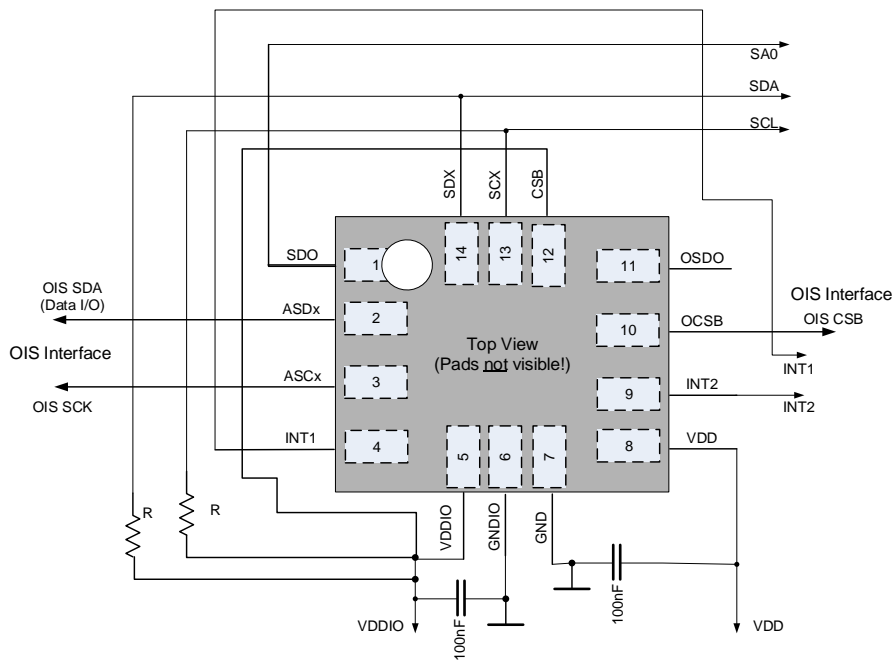 SA0
SDA
SCL
SDX
SCX
CSB
SDO
1
14
13
12
11
OSDO
OIS SDA
(Data I/O)
ASDx
2
10
OCSB
OIS Interface
OIS CSB
Top View
(Pads not visible!)
OIS Interface
ASCx
3
9
INT2
INT1
INT2
OIS SCK
INT1
4
5
6
7
8
VDD
R
R
VDDIO
GNDIO
GND
100nF
100nF
VDDIO
VDD